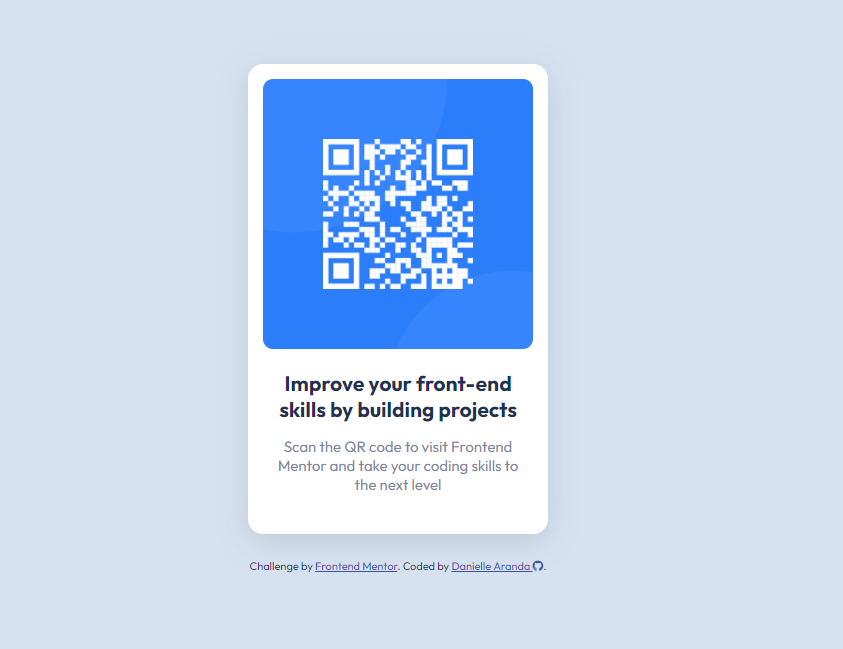 Improve your front-end
skills by building projects
Scan the QR code to visit Frontend
Mentor and take your coding skills to
the next level
Challenge by Frontend Mentor. Coded by Danielle Aranda .